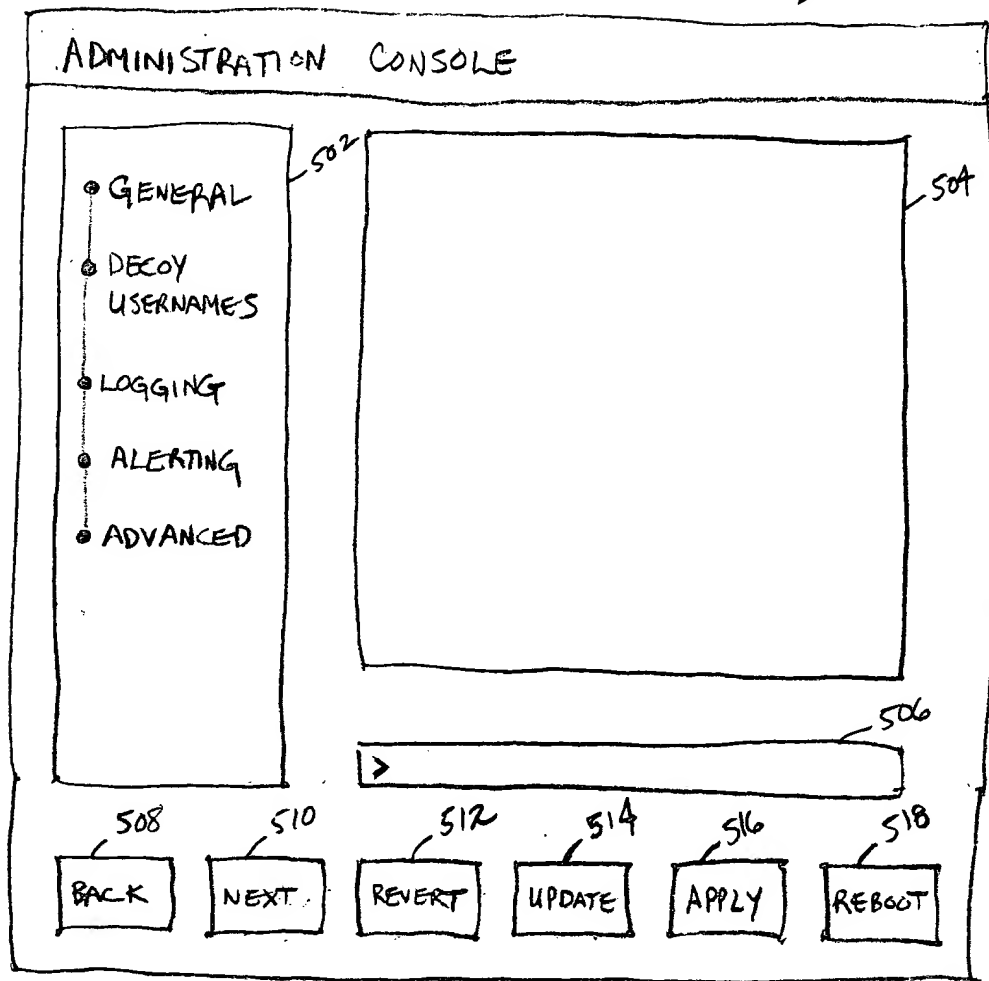 ADMINISTRATION CONSOLE
502
504
GENERAL
DECOY
USERNAMES
LOGGING
ALERTING
ADVANCED
506
>
508 510 512 514 516 518
BACK NEXT REVERT UPDATE APPLY REBOOT